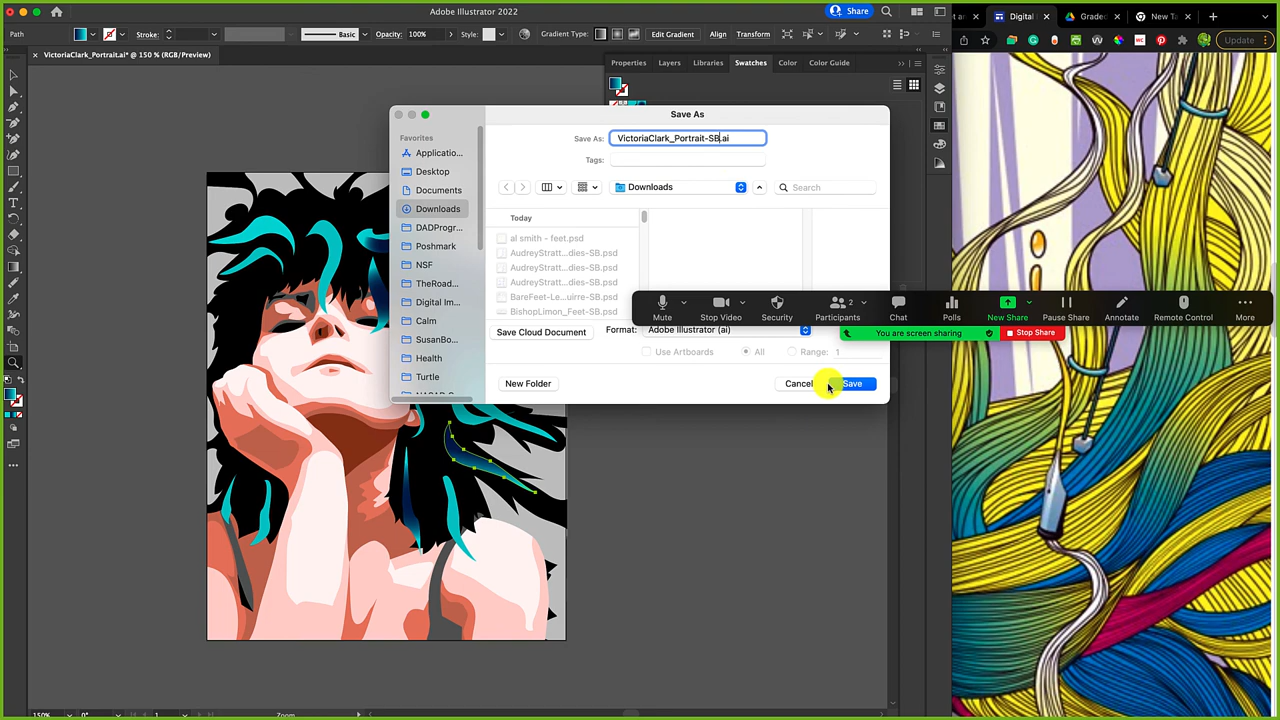 Adobe Illustrator 2022
Share
Path
Stroke:
Basic
Opacity: 100%
Style:
Gradient Type:
Edit Gradient
Align
Transform
VictoriaClark_Portrait.ai* @ 150 % (RGB/Preview)
Properties
Layers
Libraries
Swatches
Color
Color Guide
Digital I
Grade
New Ta
Update
Save As
Save As: VictoriaClark_Portrait-SB.ai
Tags:
Downloads
Search
Favorites
Applicatio...
Desktop
Documents
Downloads
DADProgr...
Poshmark
NSF
TheRoad...
Digital Im...
Calm
SusanBo...
Health
Turtle
Today
al smith - feet.psd
AudreyStratt...dies-SB.psd
AudreyStratt...dies-SB.psd
AudreyStratt...dies-SB.psd
BareFeet-Le...uirre-SB.psd
BishopLimon_Feet-SB.psd
Save Cloud Document
Format: Adobe Illustrator (ai)
Use Artboards
All
Range: 1
New Folder
Cancel
Save
Mute
Stop Video
Security
Participants
2
Chat
Polls
New Share
Pause Share
Annotate
Remote Control
More
You are screen sharing
Stop Share
150%
0°
1
Zoom